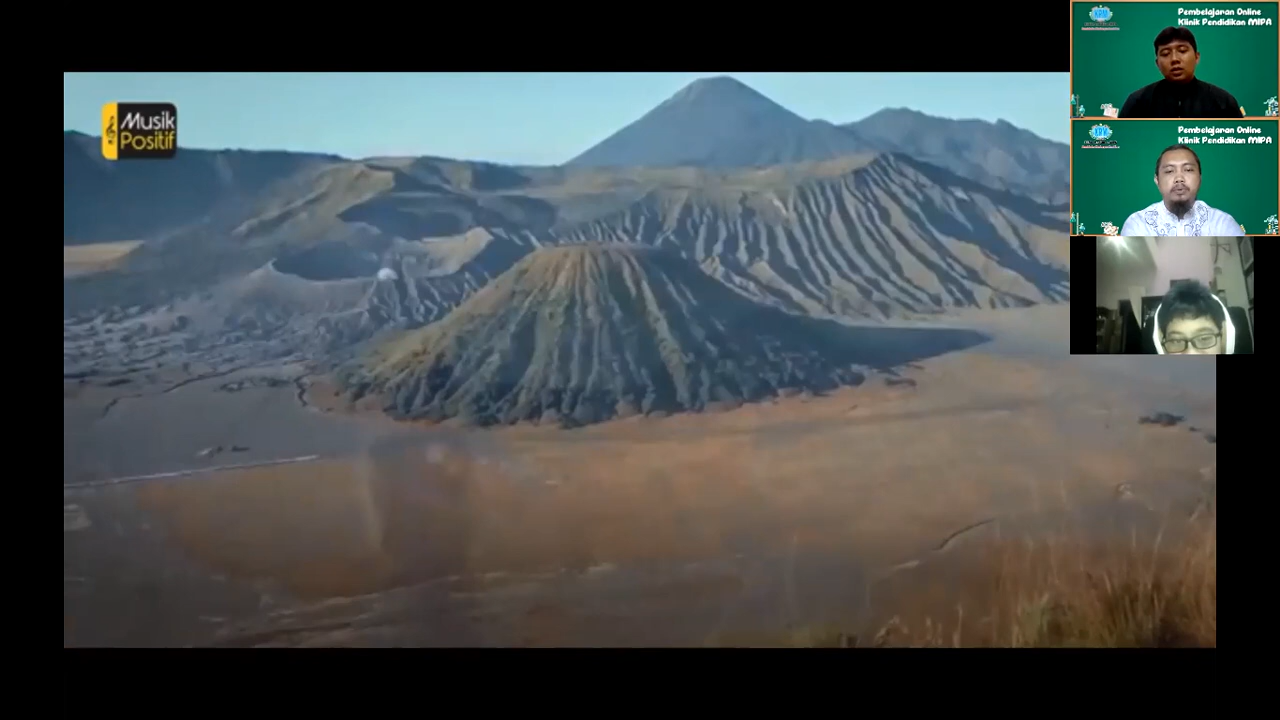 Musik
Positif
Pembelajaran Online
Klinik Pendidikan MIPA
Pembelajaran Online
Klinik Pendidikan MIPA